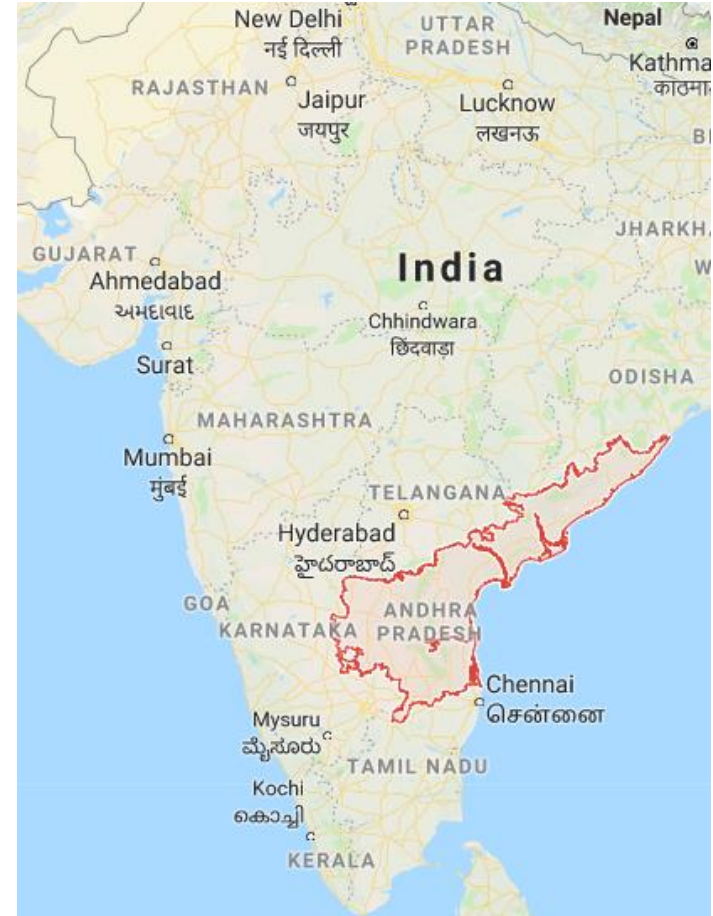 New Delhi
नई दिल्ली
UTTAR
PRADESH
Nepal
Kathma
काठमा
RAJASTHAN
Jaipur
जयपुर
Lucknow
लखनऊ
JHARKH
GUJARAT
Ahmedabad
અમદાવાદ
India
Chhindwara
छिंदवाड़ा
Surat
ODISHA
MAHARASHTRA
Mumbai
मुंबई
TELANGANA
Hyderabad
హైదరాబాద్
GOA
KARNATAKA
ANDHRA
PRADESH
Chennai
சென்னை
Mysuru
ಮೈಸೂರು
TAMIL NADU
Kochi
കൊച്ചി
KERALA